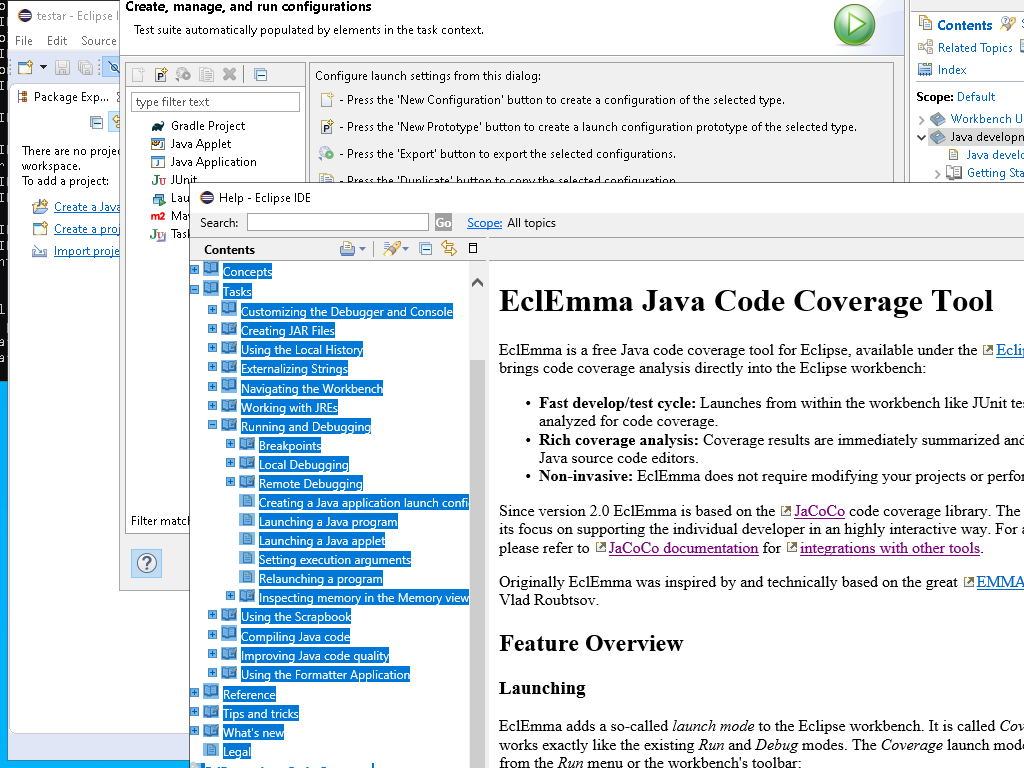 testar - Eclipse I
File Edit Source
Package Exp...
There are no proje
workspace.
To add a project:
Create a Java
Create a proj
Import proje
Create, manage, and run configurations
Test suite automatically populated by elements in the task context.
type filter text
Gradle Project
Java Applet
Java Application
JUnit
Lau
Ma
Task
Filter match
Configure launch settings from this dialog:
- Press the 'New Configuration' button to create a configuration of the selected type.
- Press the 'New Prototype' button to create a launch configuration prototype of the selected type.
- Press the 'Export' button to export the selected configurations.
- Press the 'Duplicate' button to copy the selected configuration.
Contents
Related Topics
Index
Scope: Default
Workbench U
Java developm
Java develo
Getting Sta
Help - Eclipse IDE
Search: Go Scope: All topics
Contents
Concepts
Tasks
Customizing the Debugger and Console
Creating JAR Files
Using the Local History
Externalizing Strings
Navigating the Workbench
Working with JREs
Running and Debugging
Breakpoints
Local Debugging
Remote Debugging
Creating a Java application launch confi
Launching a Java program
Launching a Java applet
Setting execution arguments
Relaunching a program
Inspecting memory in the Memory view
Using the Scrapbook
Compiling Java code
Improving Java code quality
Using the Formatter Application
Reference
Tips and tricks
What's new
Legal
EclEmma Java Code Coverage Tool
EclEmma is a free Java code coverage tool for Eclipse, available under the Eclip
brings code coverage analysis directly into the Eclipse workbench:
• Fast develop/test cycle: Launches from within the workbench like JUnit tes
analyzed for code coverage.
• Rich coverage analysis: Coverage results are immediately summarized and
Java source code editors.
• Non-invasive: EclEmma does not require modifying your projects or perfor
Since version 2.0 EclEmma is based on the JaCoCo code coverage library. The
its focus on supporting the individual developer in an highly interactive way. For a
please refer to JaCoCo documentation for integrations with other tools.
Originally EclEmma was inspired by and technically based on the great EMMA
Vlad Roubtsov.
Feature Overview
Launching
EclEmma adds a so-called launch mode to the Eclipse workbench. It is called Cov
works exactly like the existing Run and Debug modes. The Coverage launch mode
from the Run menu or the workbench's toolbar: